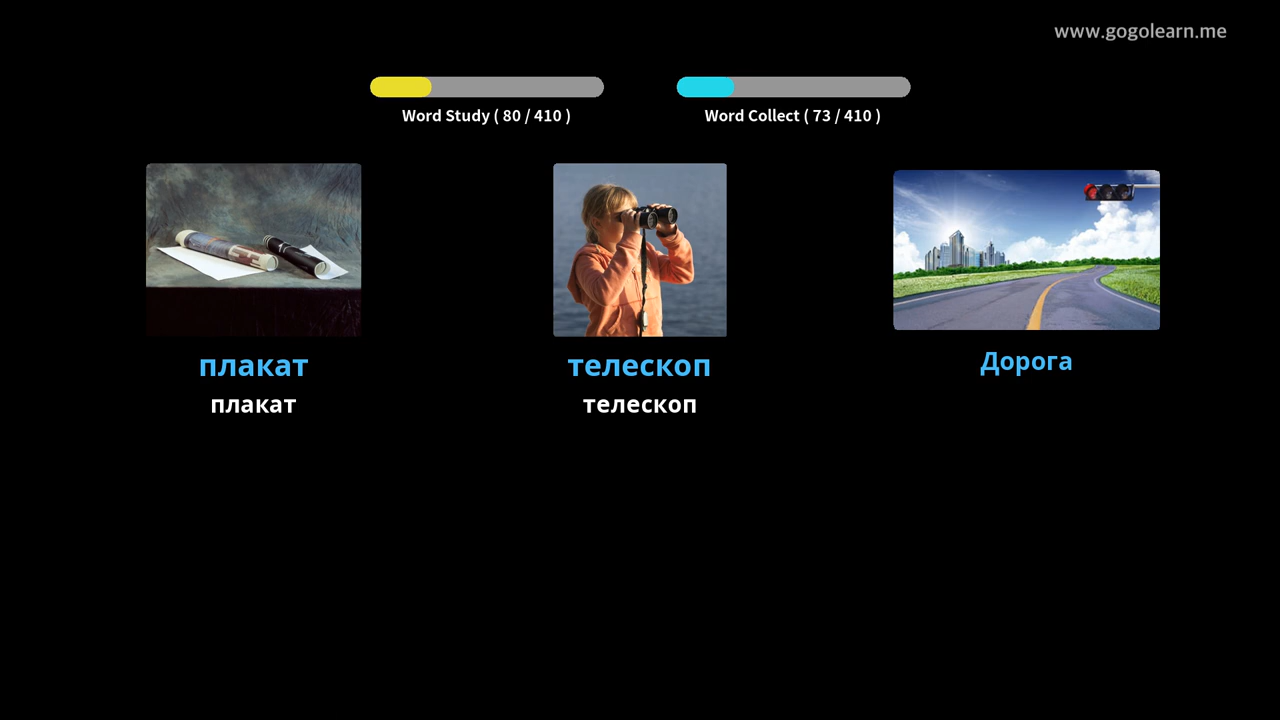 www.gogolearn.me
Word Study ( 80 / 410 )
Word Collect ( 73 / 410 )
плакат
плакат
телескоп
телескоп
Дорога